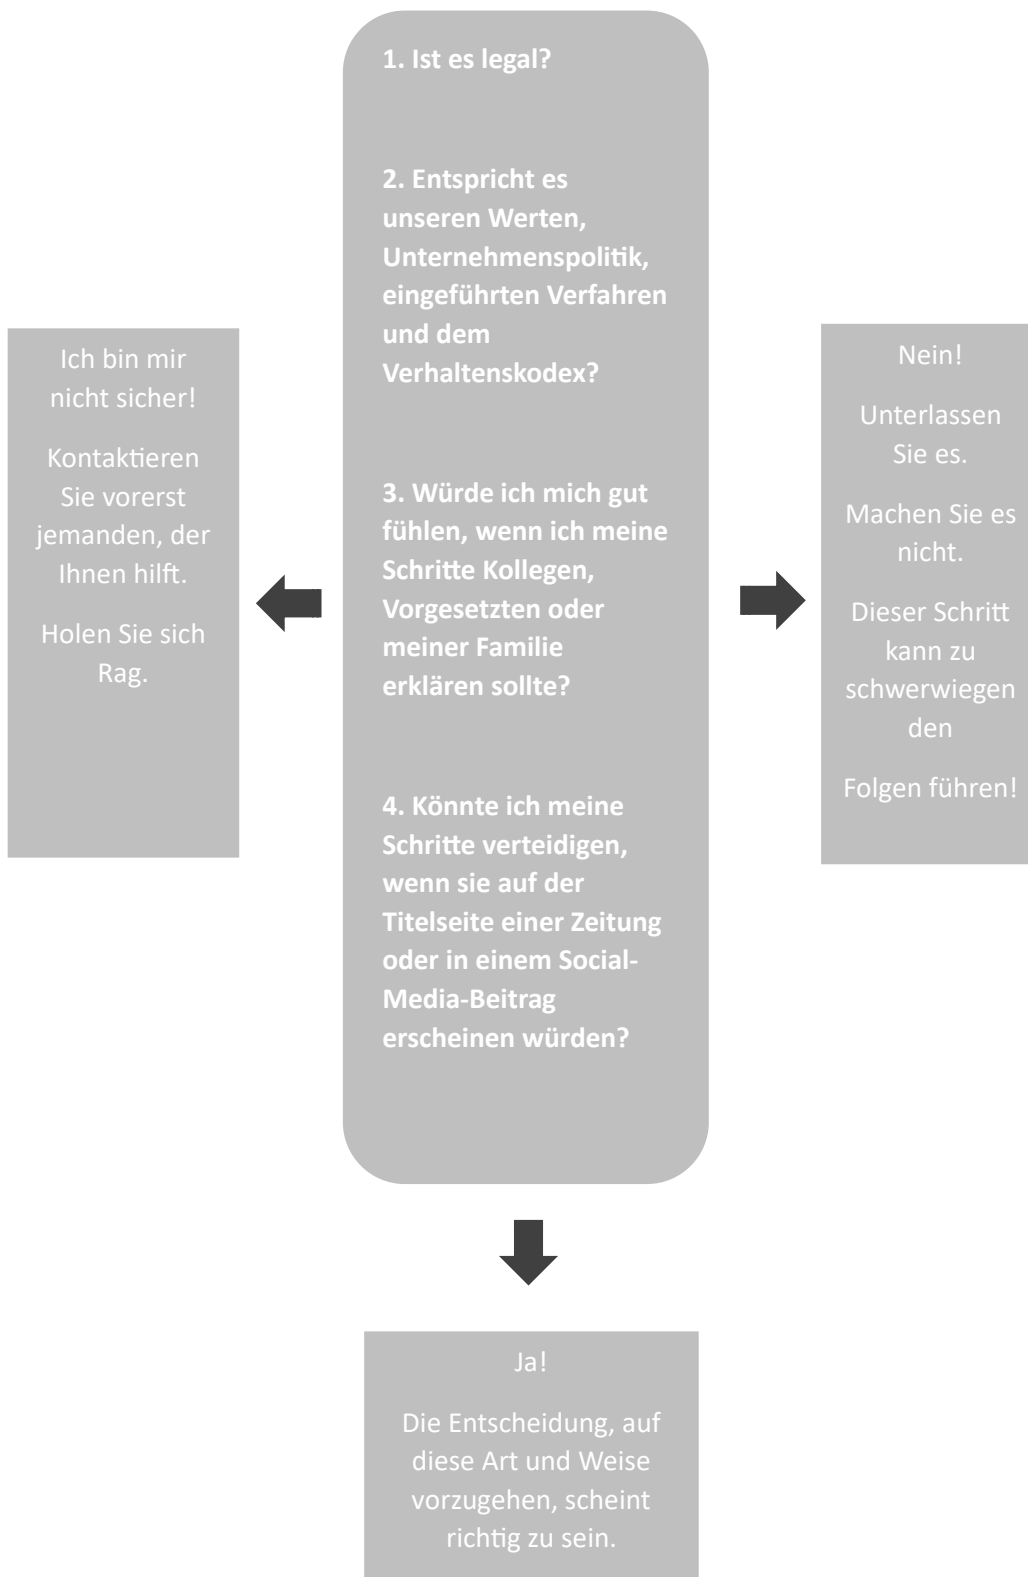 1. Ist es legal?
2. Entspricht es
unseren Werten,
Unternehmenspolitik,
eingeführten Verfahren
und dem
Verhaltenskodex?
3. Würde ich mich gut
fühlen, wenn ich meine
Schritte Kollegen,
Vorgesetzten oder
meiner Familie
erklären sollte?
4. Könnte ich meine
Schritte verteidigen,
wenn sie auf der
Titelseite einer Zeitung
oder in einem Social-
Media-Beitrag
erscheinen würden?
Ich bin mir
nicht sicher!
Kontaktieren
Sie vorerst
jemanden, der
Ihnen hilft.
Holen Sie sich
Rag.
Nein!
Unterlassen
Sie es.
Machen Sie es
nicht.
Dieser Schritt
kann zu
schwerwiegen
den
Folgen führen!
Ja!
Die Entscheidung, auf
diese Art und Weise
vorzugehen, scheint
richtig zu sein.